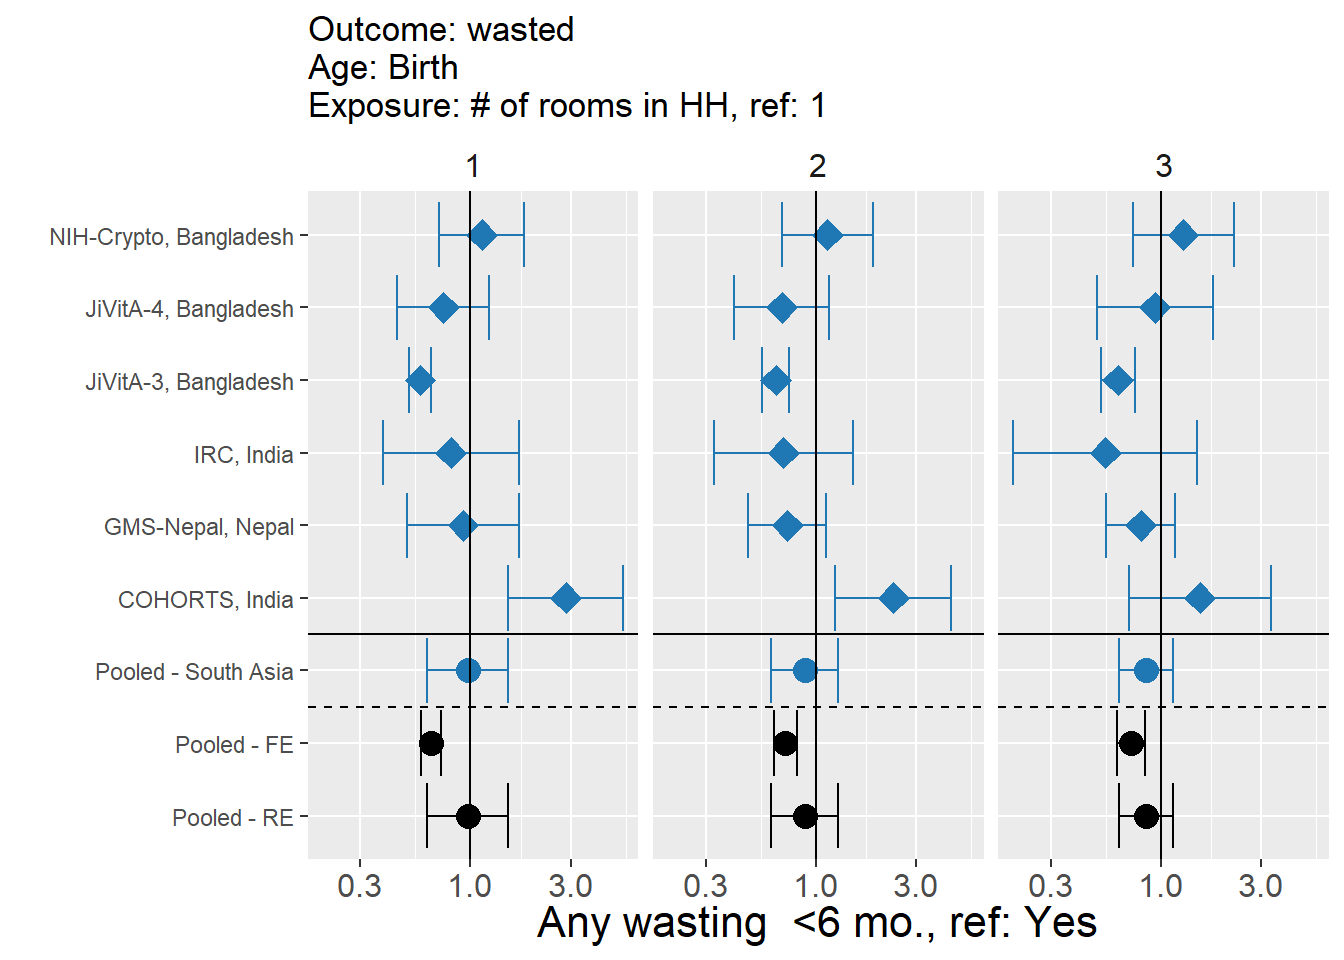 Outcome: wasted
Age: Birth
Exposure: # of rooms in HH, ref: 1
1 2 3
NIH-Crypto, Bangladesh
JiVitA-4, Bangladesh
JiVitA-3, Bangladesh
IRC, India
GMS-Nepal, Nepal
COHORTS, India
Pooled - South Asia
Pooled - FE
Pooled - RE
0.3 1.0 3.0 0.3 1.0 3.0 0.3 1.0 3.0
Any wasting  <6 mo., ref: Yes